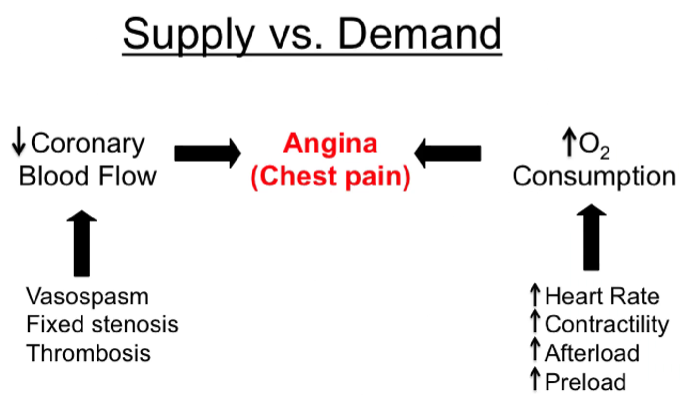 Supply vs. Demand
↓Coronary
Blood Flow
Angina
(Chest pain)
↑O₂
Consumption
Vasospasm
Fixed stenosis
Thrombosis
↑Heart Rate
↑Contractility
↑Afterload
↑Preload